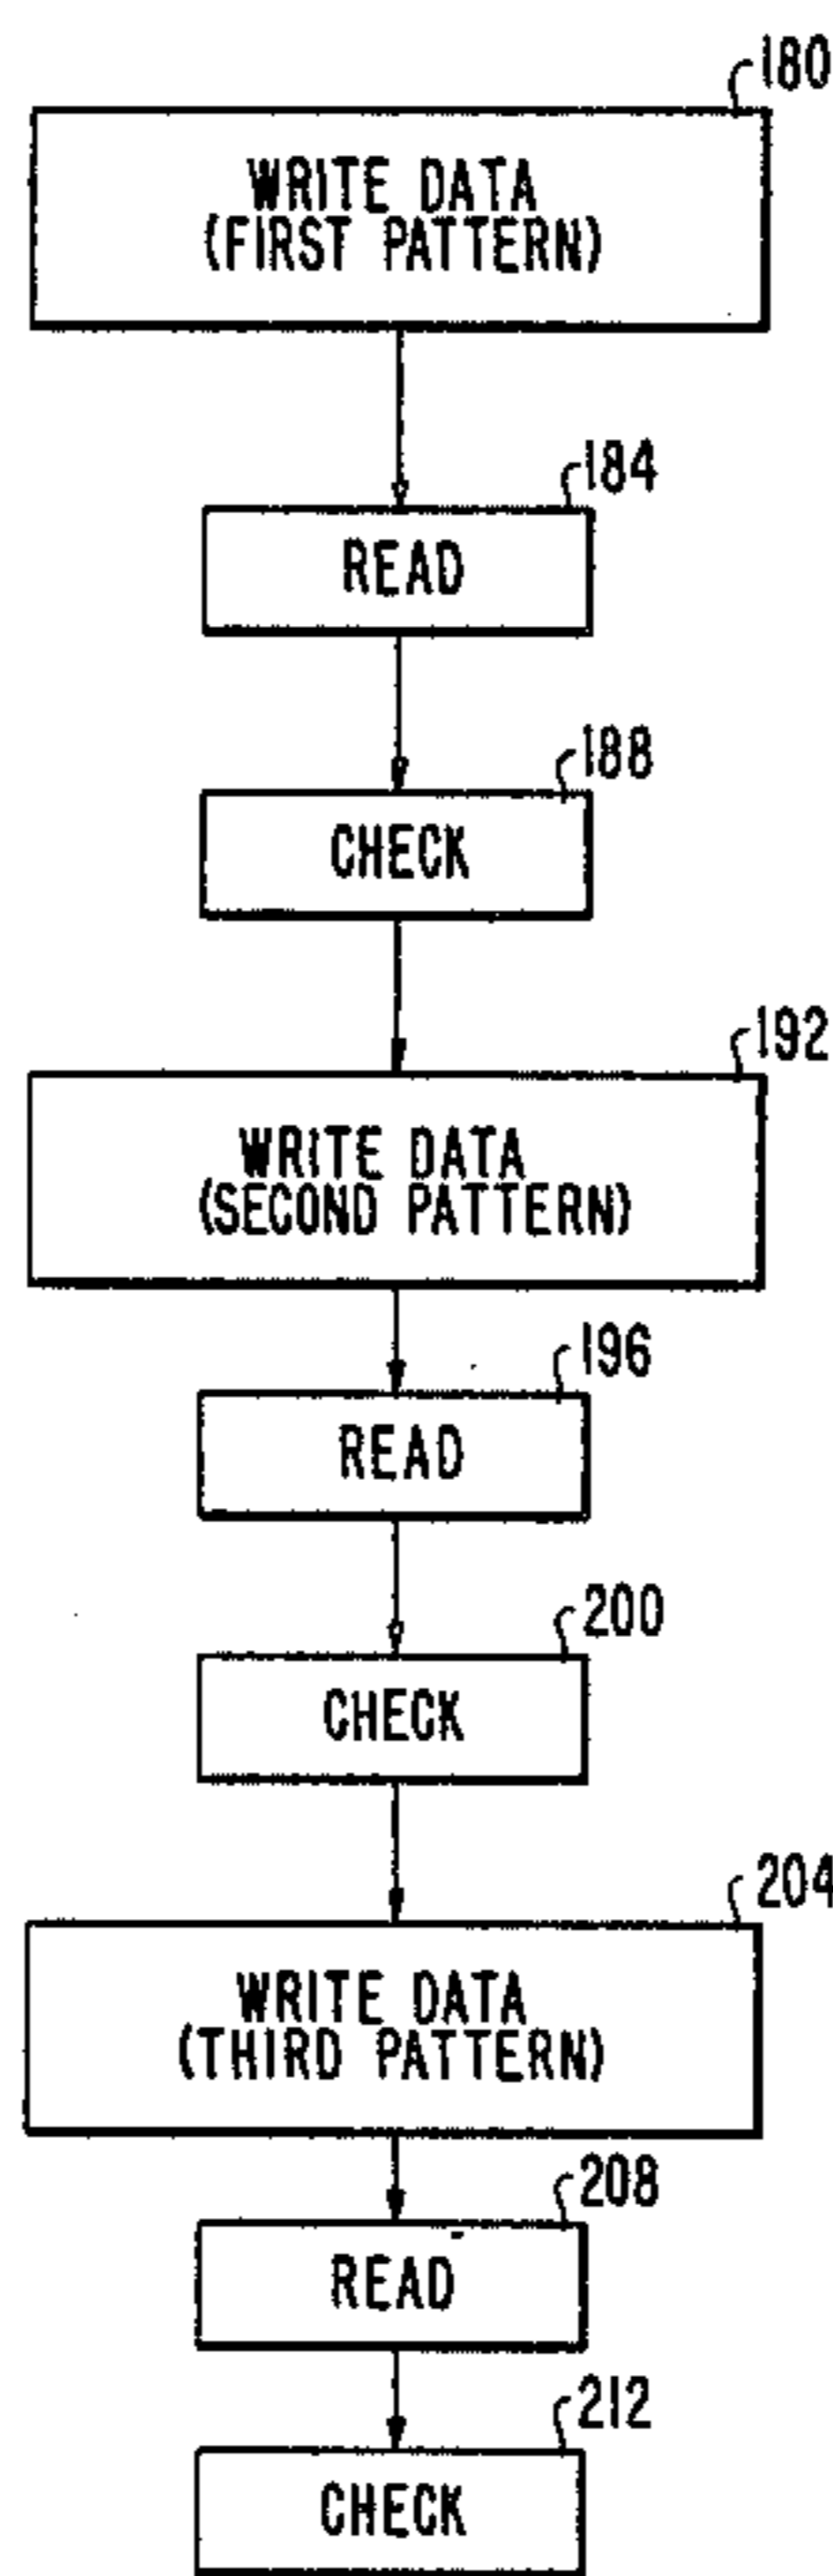 180
WRITE DATA
(FIRST PATTERN)
184
READ
188
CHECK
192
WRITE DATA
(SECOND PATTERN)
196
READ
200
CHECK
204
WRITE DATA
(THIRD PATTERN)
208
READ
212
CHECK